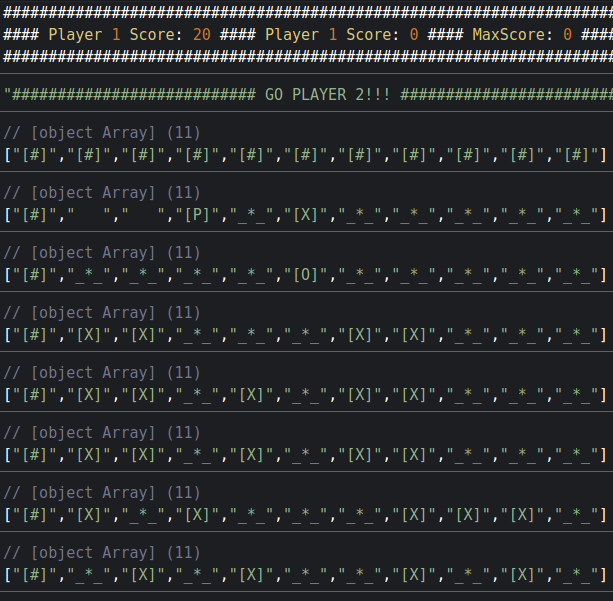 ####################################################################
#### Player 1 Score: 20 #### Player 1 Score: 0 #### MaxScore: 0 ####
####################################################################
"########################### GO PLAYER 2!!! ########################
// [object Array] (11)
["[#]","[#]","[#]","[#]","[#]","[#]","[#]","[#]","[#]","[#]","[#]"]
// [object Array] (11)
["[#]","   ","   ","[P]","_*_","[X]","_*_","_*_","_*_","_*_","_*_"]
// [object Array] (11)
["[#]","_*_","_*_","_*_","_*_","[O]","_*_","_*_","_*_","_*_","_*_"]
// [object Array] (11)
["[#]","[X]","[X]","_*_","_*_","_*_","[X]","[X]","_*_","_*_","_*_"]
// [object Array] (11)
["[#]","[X]","[X]","_*_","[X]","_*_","[X]","[X]","_*_","_*_","_*_"]
// [object Array] (11)
["[#]","[X]","[X]","_*_","[X]","_*_","[X]","[X]","_*_","_*_","_*_"]
// [object Array] (11)
["[#]","[X]","_*_","[X]","_*_","_*_","_*_","[X]","[X]","[X]","_*_"]
// [object Array] (11)
["[#]","_*_","[X]","_*_","[X]","_*_","_*_","[X]","_*_","[X]","_*_"]